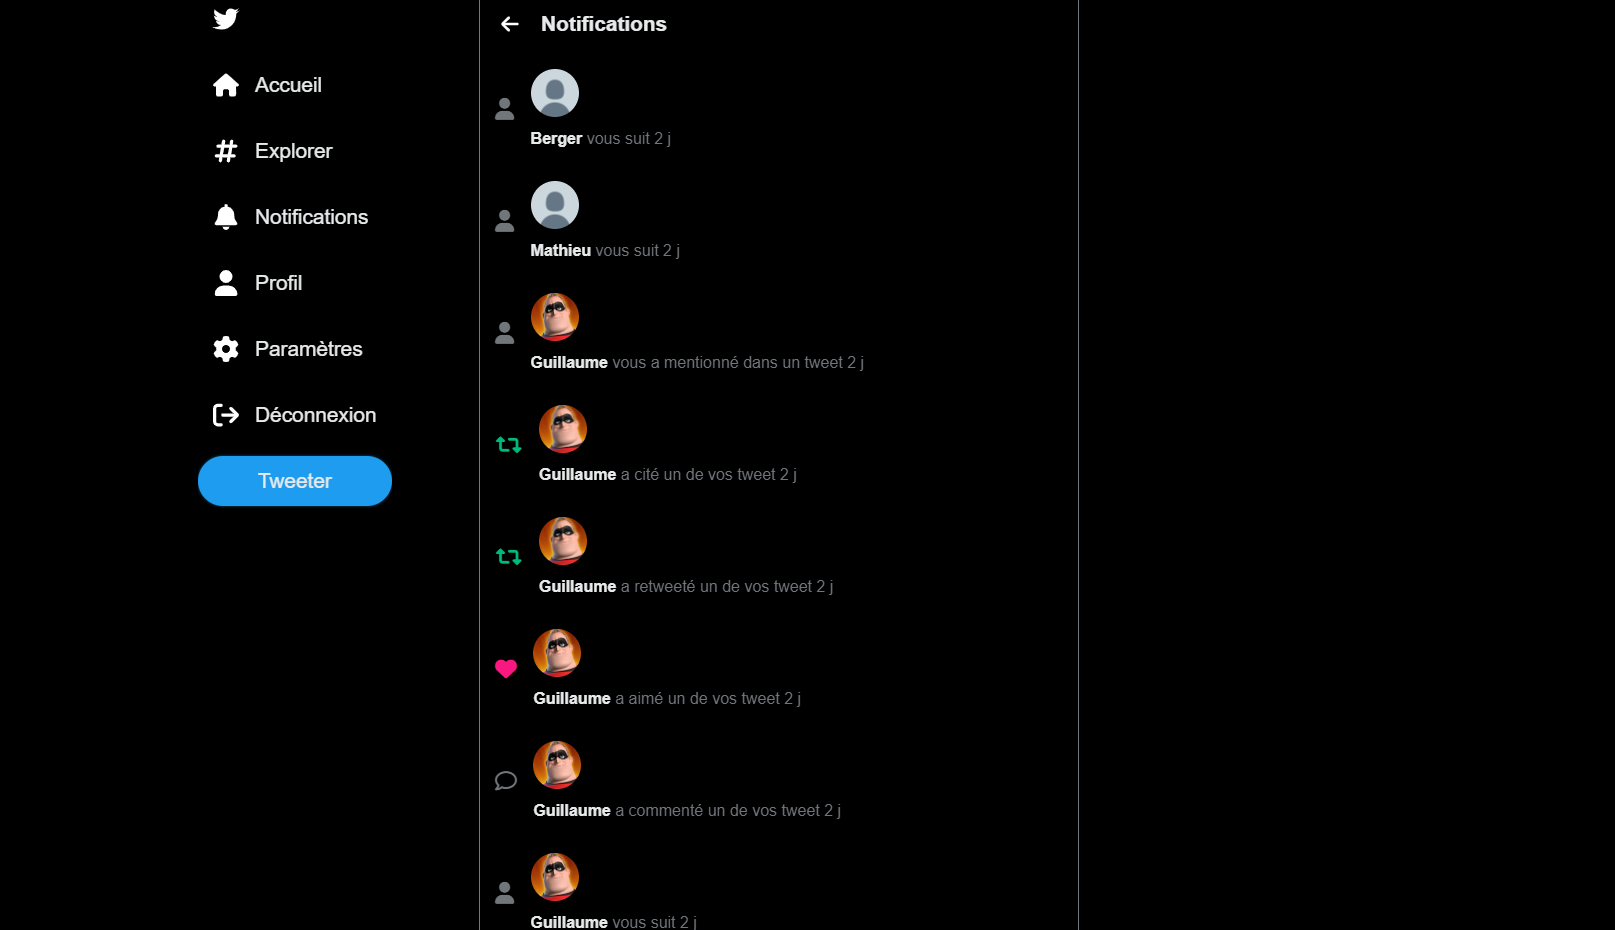 Accueil
Explorer
Notifications
Profil
Paramètres
Déconnexion
Tweeter
Notifications
Berger vous suit 2 j
Mathieu vous suit 2 j
Guillaume vous a mentionné dans un tweet 2 j
Guillaume a cité un de vos tweet 2 j
Guillaume a retweeté un de vos tweet 2 j
Guillaume a aimé un de vos tweet 2 j
Guillaume a commenté un de vos tweet 2 j
Guillaume vous suit 2 j